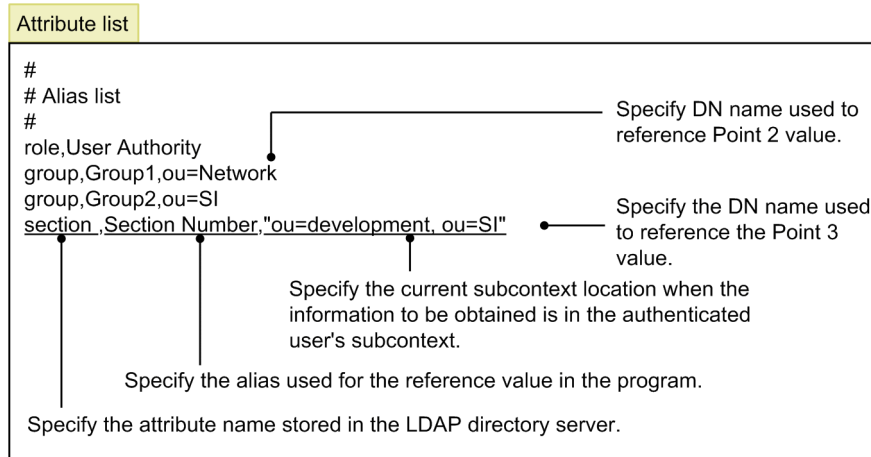 Attribute list
#
# Alias list
#
role,User Authority
group,Group1,ou=Network
group,Group2,ou=SI
section ,Section Number,"ou=development, ou=SI"
Specify DN name used to
reference Point 2 value.
Specify the DN name used
to reference the Point 3
value.
Specify the current subcontext location when the
information to be obtained is in the authenticated
user's subcontext.
Specify the alias used for the reference value in the program.
Specify the attribute name stored in the LDAP directory server.